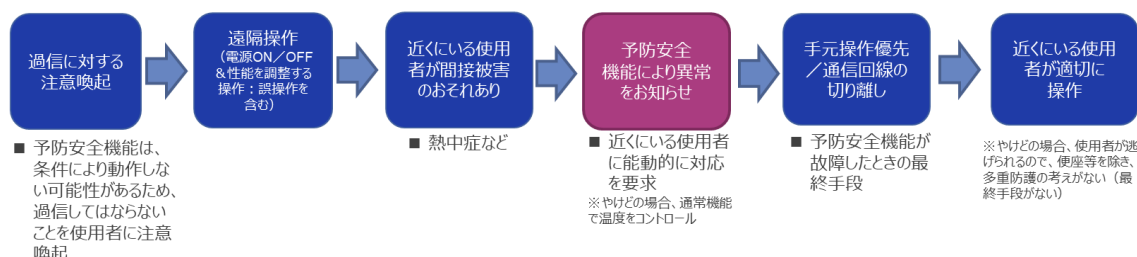 過信に対する
注意喚起
■ 予防安全機能は、
条件により動作しな
い可能性があるため、
過信してはならない
ことを使用者に注意
喚起
遠隔操作
（電源ON／OFF
＆性能を調整する
操作：誤操作を
含む）
近くにいる使用
者が間接被害
のおそれあり
■ 熱中症など
予防安全
機能により異常
をお知らせ
■ 近くにいる使用者
に能動的に対応
を要求
※やけどの場合、通常機能
で温度をコントロール
手元操作優先
／通信回線の
切り離し
■ 予防安全機能が
故障したときの最
終手段
近くにいる使用
者が適切に
操作
※やけどの場合、使用者が逃
げられるので、便座等を除き、
多重防護の考えがない（最
終手段がない）